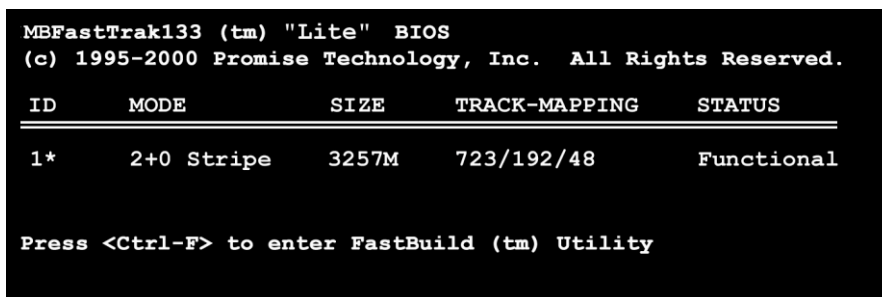 MBFastTrak133 (tm) "Lite" BIOS
(c) 1995-2000 Promise Technology, Inc. All Rights Reserved.
ID MODE SIZE TRACK-MAPPING STATUS
1* 2+0 Stripe 3257M 723/192/48 Functional
Press <Ctrl-F> to enter FastBuild (tm) Utility